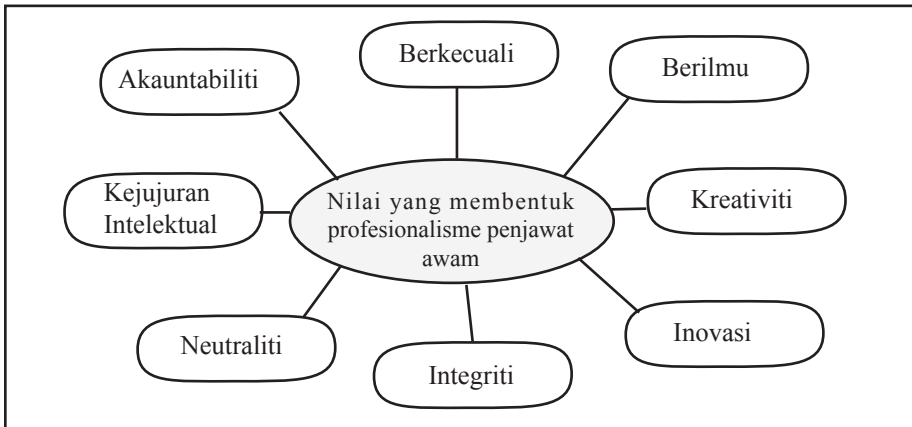 Berkecuali
Akauntabiliti
Berilmu
Kejujuran
Intelektual
Nilai yang membentuk
profesionalisme penjawat
awam
Kreativiti
Neutraliti
Integriti
Inovasi